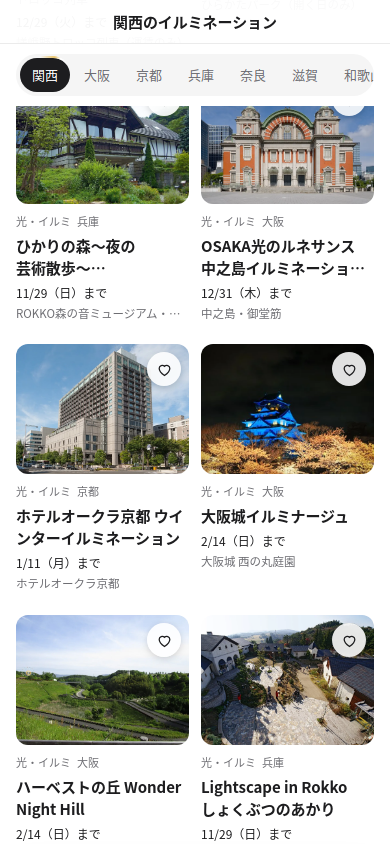 関西のイルミネーション
関西 大阪 京都 兵庫 奈良 滋賀
光・イルミ 兵庫
ひかりの森～夜の
芸術散歩～…
11/29（日）まで
ROKKO森の音ミュージアム・…
光・イルミ 大阪
OSAKA光のルネサンス
中之島イルミネーショ…
12/31（木）まで
中之島・御堂筋
光・イルミ 京都
ホテルオークラ京都 ウイ
ンターイルミネーション
1/11（月）まで
ホテルオークラ京都
光・イルミ 大阪
大阪城イルミナージュ
2/14（日）まで
大阪城 西の丸庭園
光・イルミ 大阪
ハーベストの丘 Wonder
Night Hill
2/14（日）まで
光・イルミ 兵庫
Lightscape in Rokko
しょくぶつのあかり
11/29（日）まで